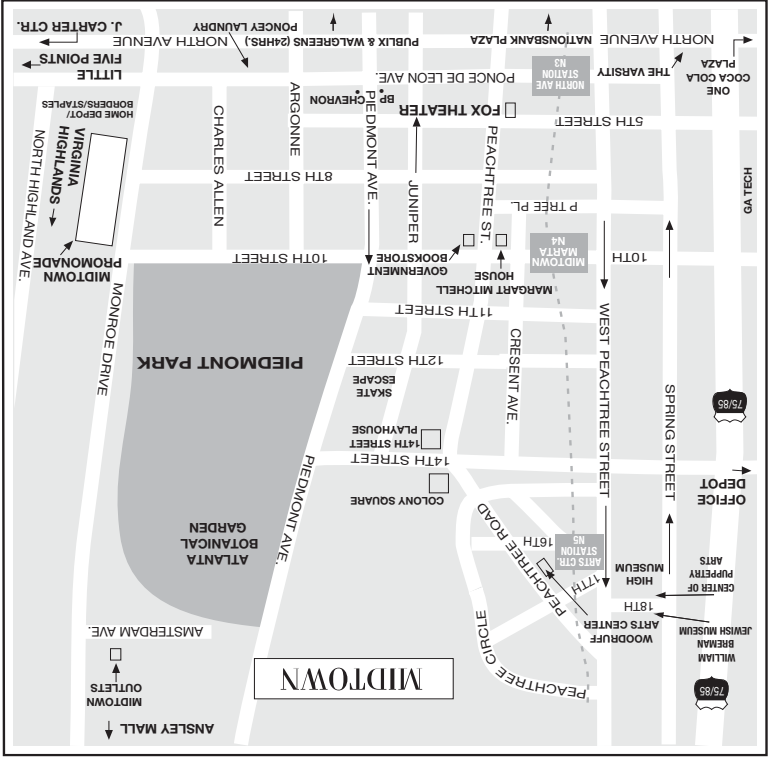 ANSLEY MALL
MIDTOWN
OUTLETS
MIDTOWN
75/85
PEACHTREE CIRCLE
WILLIAM
BREMAN
JEWISH MUSEUM
AMSTERDAM AVE.
WOODRUFF
ARTS CENTER
18TH
CENTER OF
PUPPETRY
ARTS
HIGH
MUSEUM
17TH
ARTS CTR.
STATION
N5
16TH
PEACHTREE ROAD
ATLANTA
BOTANICAL
GARDEN
PIEDMONT AVE.
COLONY SQUARE
OFFICE
DEPOT
14TH STREET
14TH STREET
PLAYHOUSE
75/85
SPRING STREET
WEST PEACHTREE STREET
CRESENT AVE.
SKATE
ESCAPE
12TH STREET
PIEDMONT PARK
MONROE DRIVE
11TH STREET
MARGART MITCHELL
HOUSE
10TH
MIDTOWN
MARTA
N4
GOVERNMENT
BOOKSTORE
10TH STREET
MIDTOWN
PROMONADE
P TREE PL.
GA TECH
PEACHTREE ST.
JUNIPER
PIEDMONT AVE.
8TH STREET
CHARLES ALLEN
ARGONNE
VIRGINIA
HIGHLANDS
NORTH HIGHLAND AVE.
5TH STREET
FOX THEATER
BP
CHEVRON
HOME DEPOT/
BORDERS/STAPLES
ONE
COCA COLA
PLAZA
THE VARSITY
NORTH AVE
STATION
N3
PONCE DE LEON AVE.
LITTLE
FIVE POINTS
NORTH AVENUE
NATIONSBANK PLAZA
PUBLIX & WALGREENS (24HRS.)
NORTH AVENUE
PONCEY LAUNDRY
J. CARTER CTR.